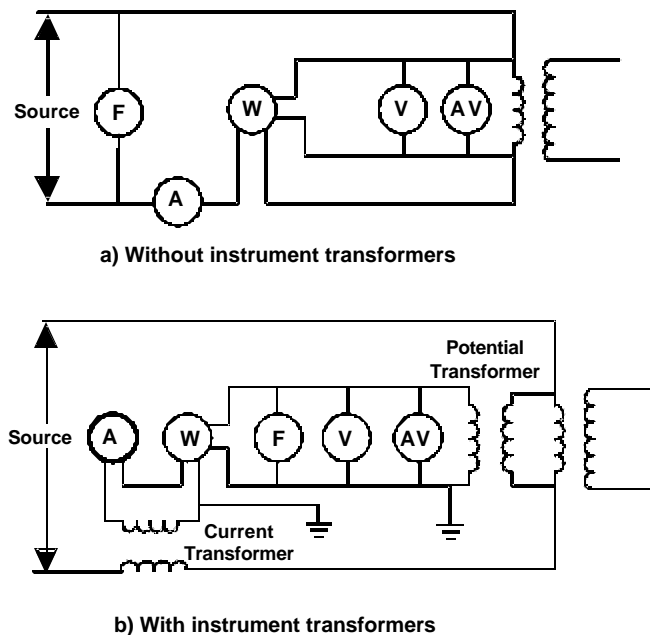 Source
F
W
V
AV
A
a) Without instrument transformers
Potential
Transformer
Source
A
W
F
V
AV
Current
Transformer
b) With instrument transformers